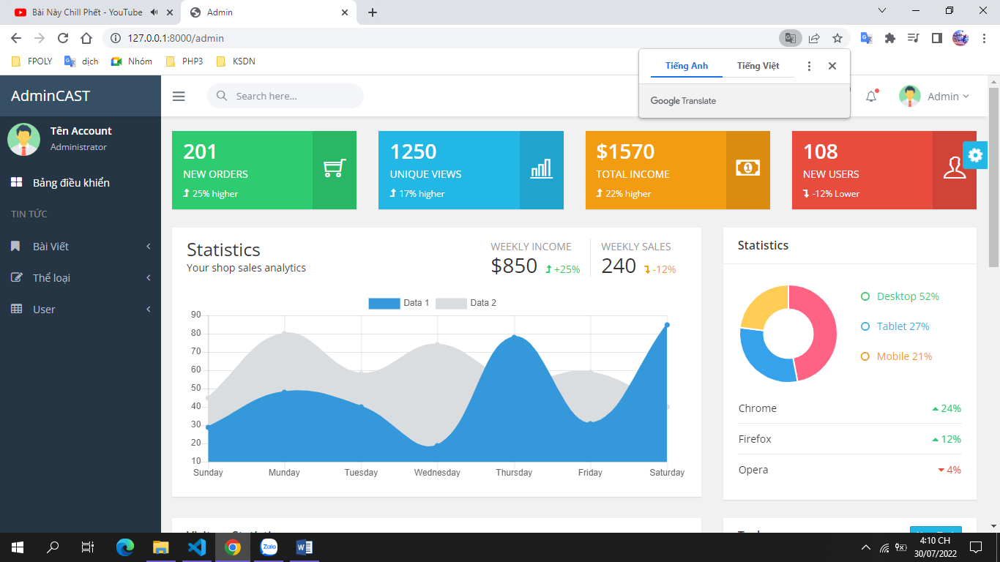 Bài Này Chill Phết - YouTube
Admin
127.0.0.1:8000/admin
FPOLY
dịch
Nhóm
PHP3
KSDN
Tiếng Anh
Tiếng Việt
Google Translate
AdminCAST
Search here...
Admin
Tên Account
Administrator
Bảng điều khiển
TIN TỨC
Bài Viết
Thể loại
User
201
NEW ORDERS
25% higher
1250
UNIQUE VIEWS
17% higher
$1570
TOTAL INCOME
22% higher
108
NEW USERS
-12% Lower
Statistics
Your shop sales analytics
WEEKLY INCOME
$850 +25%
WEEKLY SALES
240 -12%
Data 1
Data 2
90
80
70
60
50
40
30
20
10
Sunday
Munday
Tuesday
Wednesday
Thursday
Friday
Saturday
Statistics
Desktop 52%
Tablet 27%
Mobile 21%
Chrome 24%
Firefox 12%
Opera 4%
Zalo
4:10 CH
30/07/2022